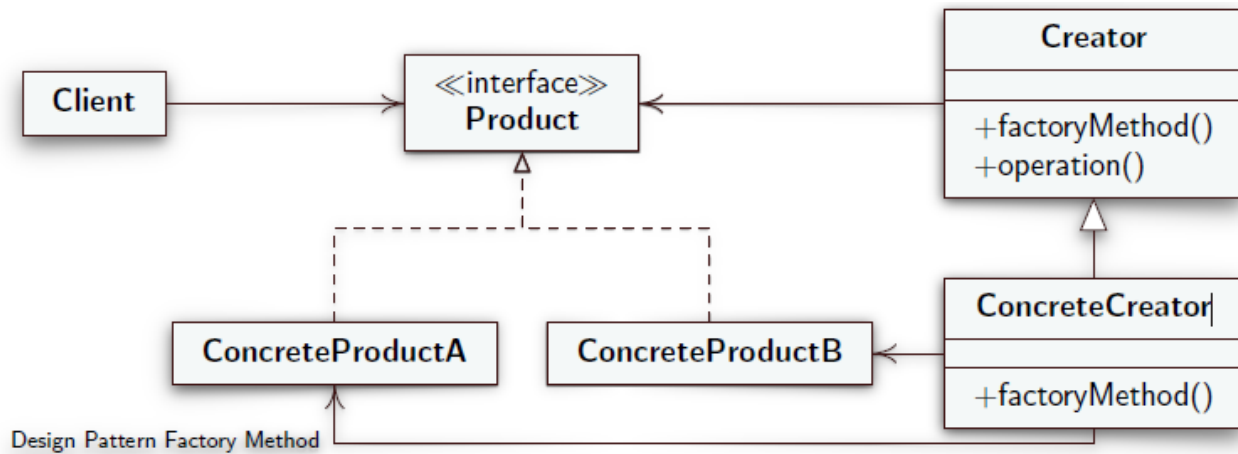 Client
≪interface≫
Product
Creator
+factoryMethod()
+operation()
ConcreteProductA
ConcreteProductB
ConcreteCreator
+factoryMethod()
Design Pattern Factory Method